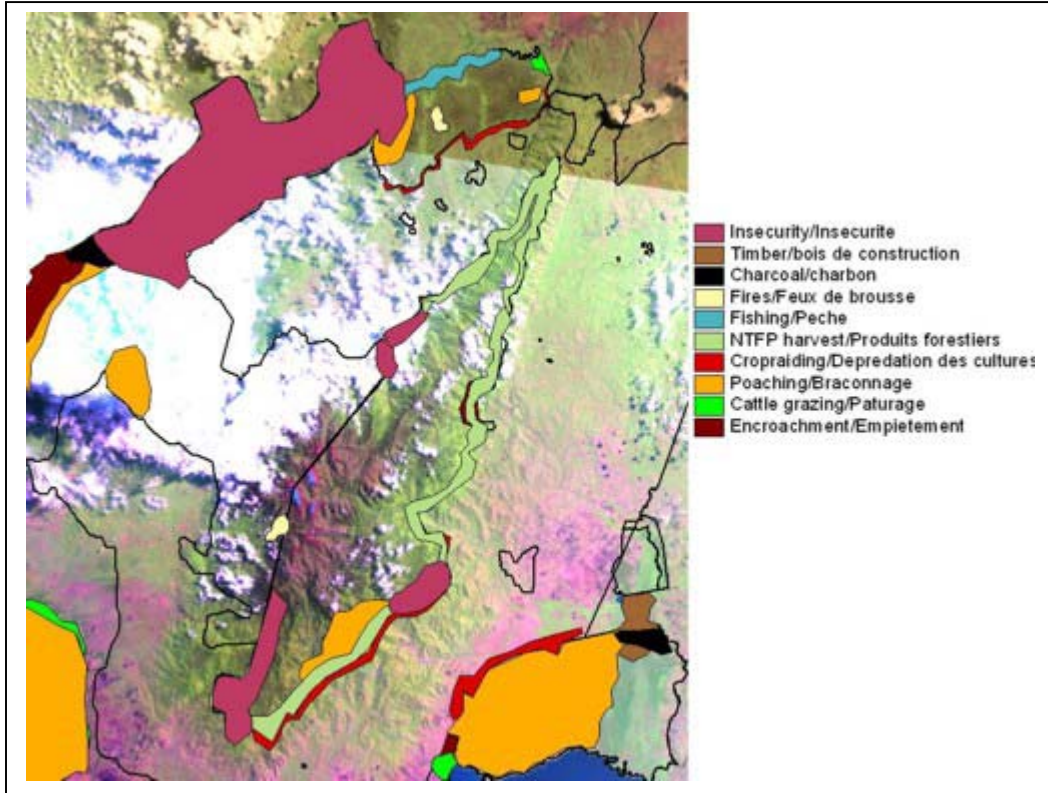 Insecurity/Insecurite
Timber/bois de construction
Charcoal/charbon
Fires/Feux de brousse
Fishing/Peche
NTFP harvest/Produits forestiers
Cropraiding/Depredation des cultures
Poaching/Braconnage
Cattle grazing/Paturage
Encroachment/Empietement